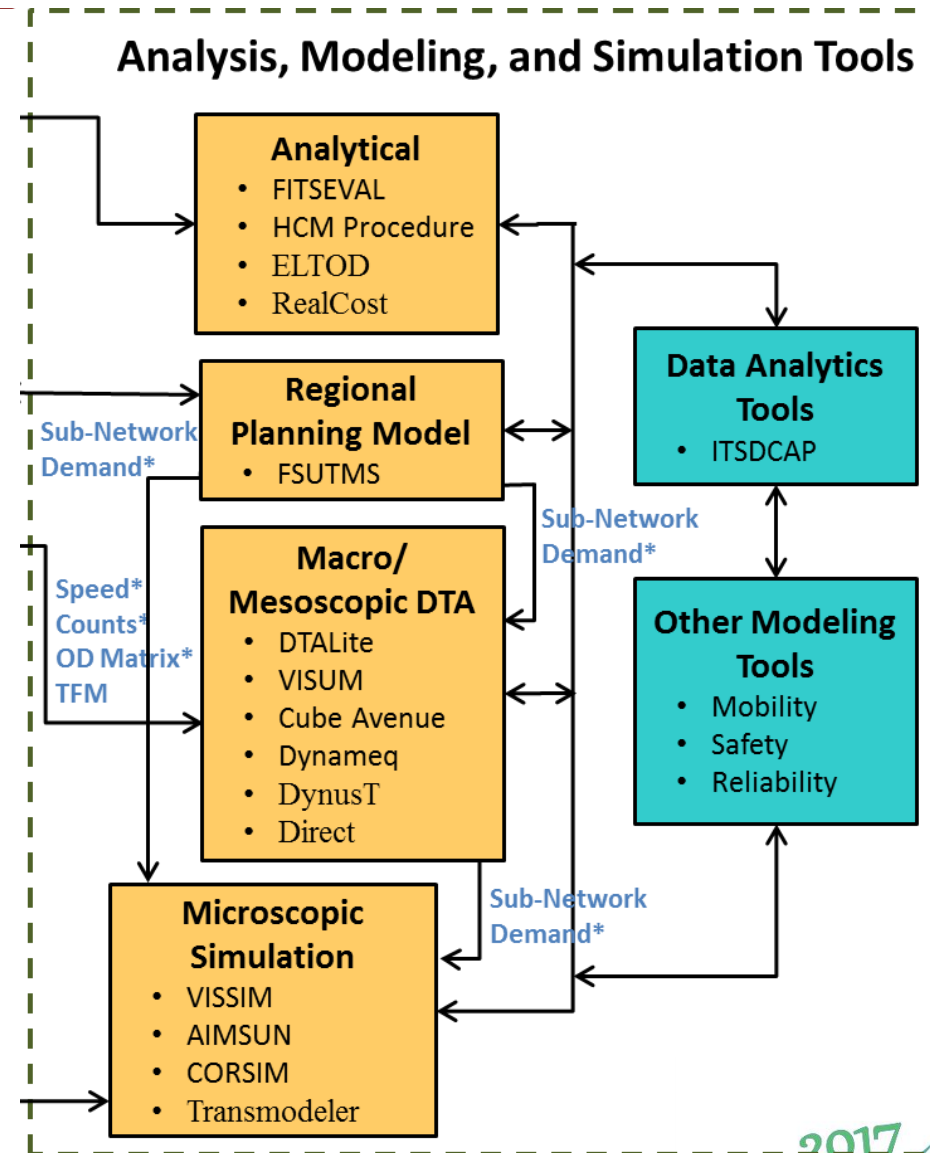 Analysis, Modeling, and Simulation Tools
Analytical
• FITSEVAL
• HCM Procedure
• ELTOD
• RealCost
Regional
Planning Model
• FSUTMS
Sub-Network
Demand*
Data Analytics
Tools
• ITSDCAP
Sub-Network
Demand*
Macro/
Mesoscopic DTA
• DTALite
• VISUM
• Cube Avenue
• Dynameq
• DynusT
• Direct
Speed*
Counts*
OD Matrix*
TFM
Other Modeling
Tools
• Mobility
• Safety
• Reliability
Sub-Network
Demand*
Microscopic
Simulation
• VISSIM
• AIMSUN
• CORSIM
• Transmodeler
2017